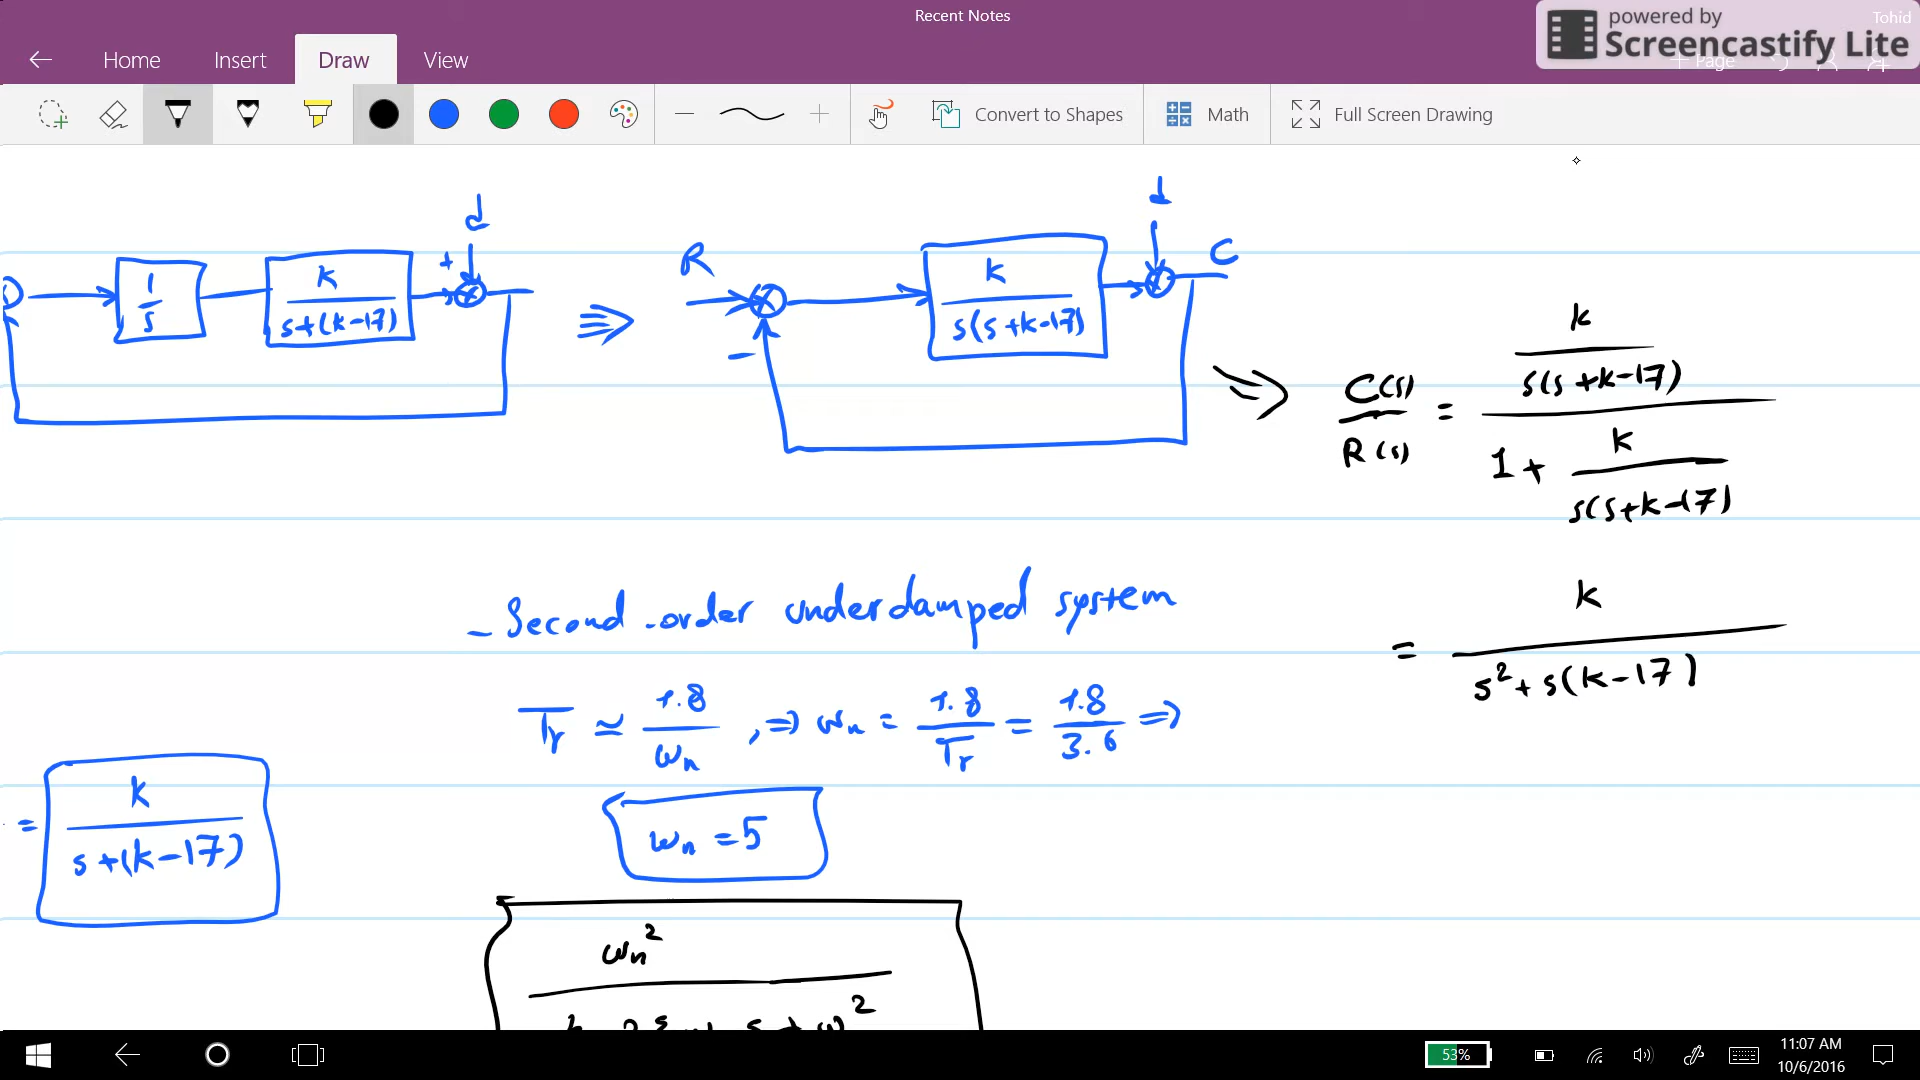 Recent Notes
Tohid
powered by
Screencastify Lite
Home Insert Draw View
+ Page
Convert to Shapes Math Full Screen Drawing
d
+
1/s
k/(s+(k-17))
R
-
k/(s(s+k-17))
d
C
C(s)/R(s) = (k/(s(s+k-17)))/(1+ k/(s(s+k-17)))
= k/(s²+s(k-17)
- Second-order underdamped system
Tr ≃ 1.8/ωn , ⇒ ωn = 1.8/Tr = 1.8/3.6 ⇒
ωn = 5
= k/(s+(k-17))
ωn²
53%
11:07 AM
10/6/2016